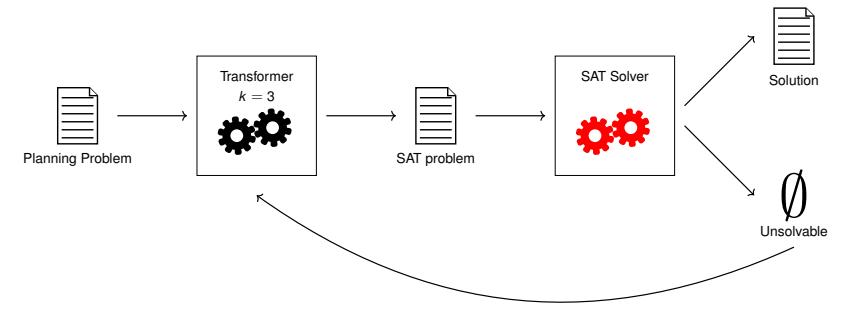 Planning Problem
Transformer
k = 3
SAT problem
SAT Solver
Solution
∅
Unsolvable